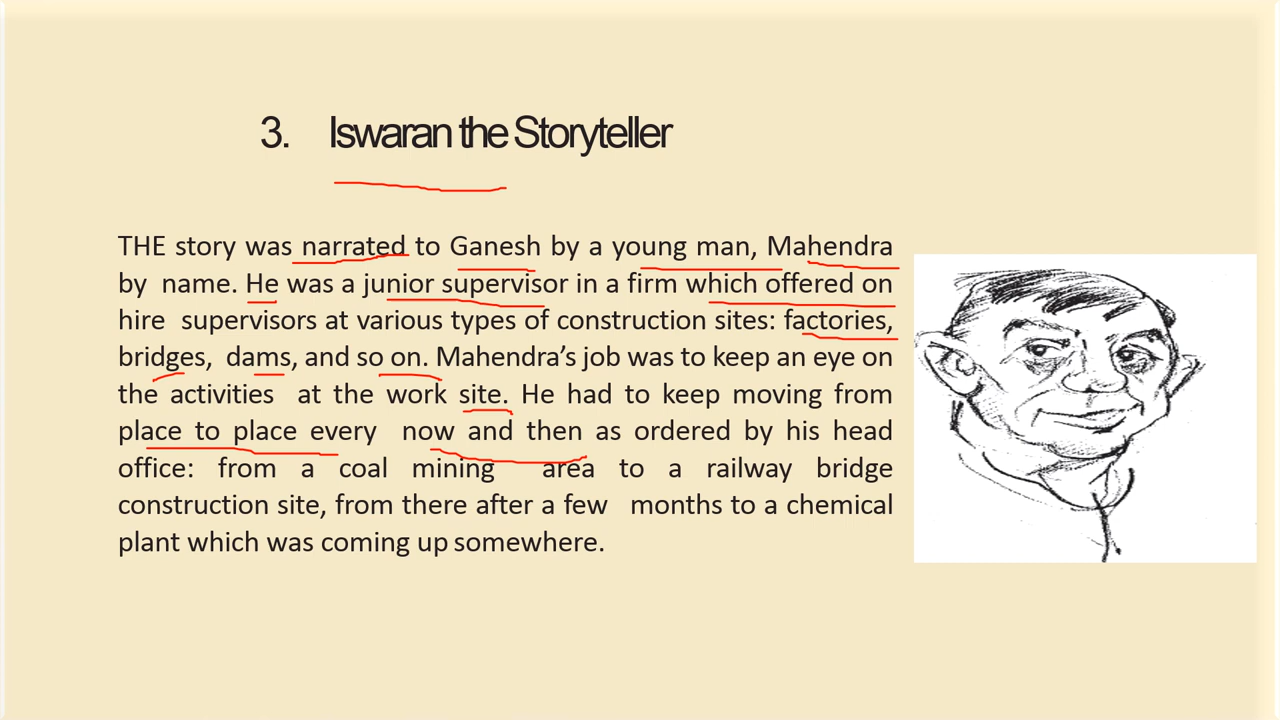 3. Iswaran the Storyteller
THE story was narrated to Ganesh by a young man, Mahendra
by name. He was a junior supervisor in a firm which offered on
hire supervisors at various types of construction sites: factories,
bridges, dams, and so on. Mahendra’s job was to keep an eye on
the activities at the work site. He had to keep moving from
place to place every now and then as ordered by his head
office: from a coal mining area to a railway bridge
construction site, from there after a few months to a chemical
plant which was coming up somewhere.